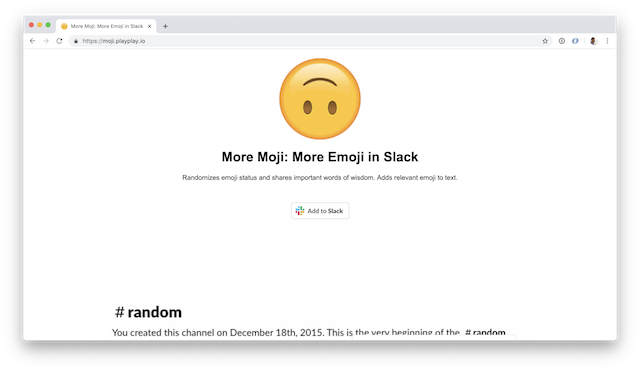 More Moji: More Emoji in Slack
https://moji.playplay.io
More Moji: More Emoji in Slack
Randomizes emoji status and shares important words of wisdom. Adds relevant emoji to text.
Add to Slack
#random
You created this channel on December 18th, 2015. This is the very beginning of the #random